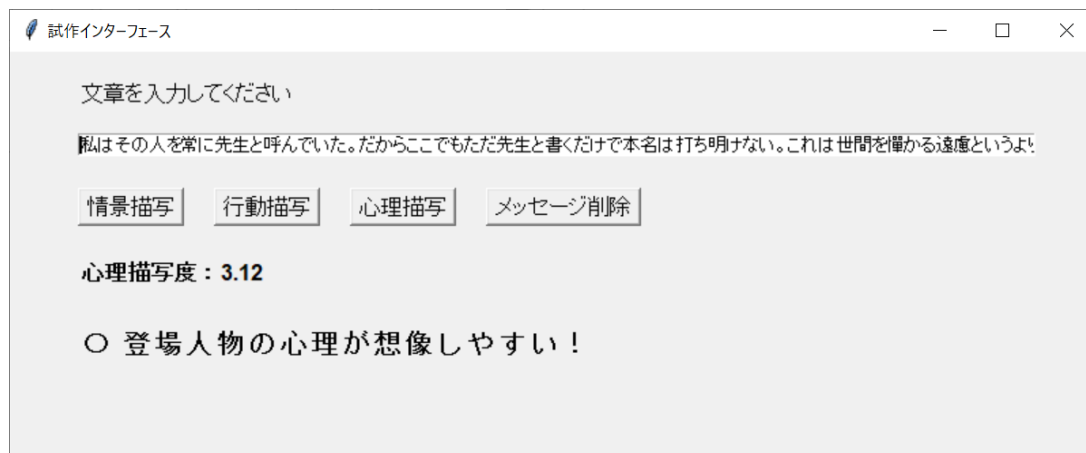 試作インターフェース
文章を入力してください
私はその人を常に先生と呼んでいた。だからここでもただ先生と書くだけで本名は打ち明けない。これは世間を憚かる遠慮というよ
情景描写 行動描写 心理描写 メッセージ削除
心理描写度：3.12
〇 登場人物の心理が想像しやすい！